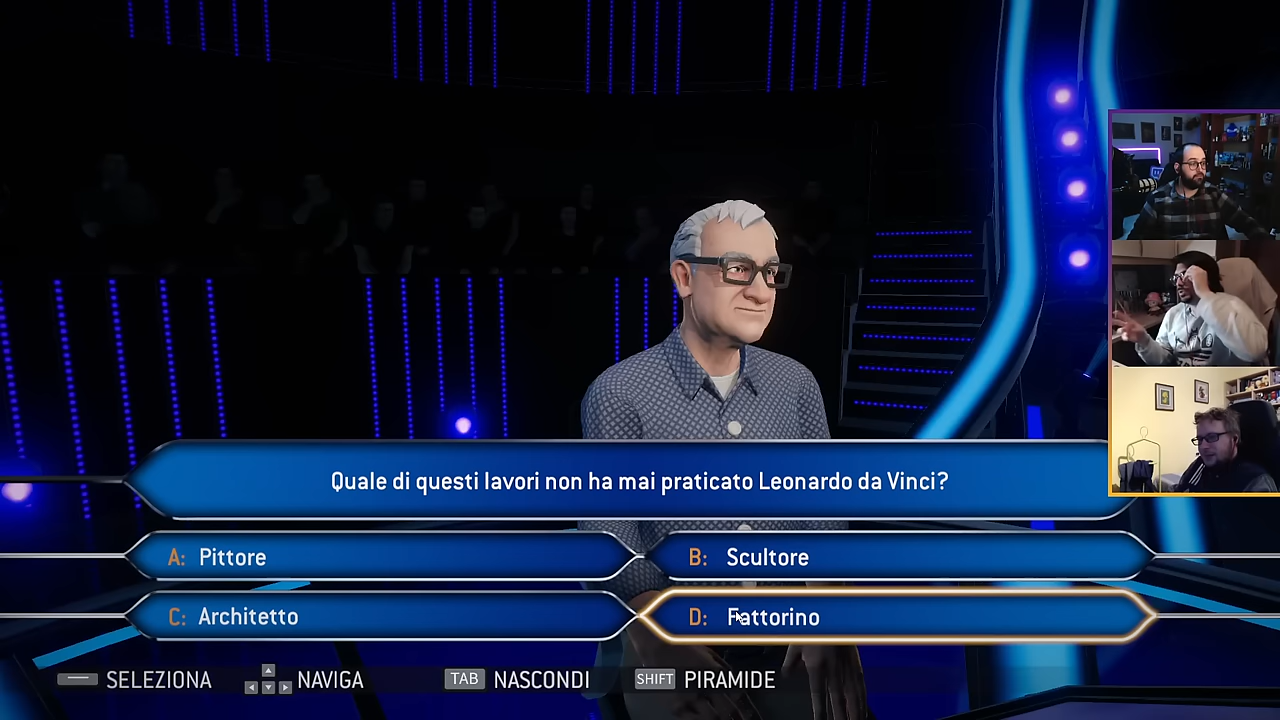 Quale di questi lavori non ha mai praticato Leonardo da Vinci?
A: Pittore
B: Scultore
C: Architetto
D: Fattorino
SELEZIONA
NAVIGA
TAB NASCONDI
SHIFT PIRAMIDE